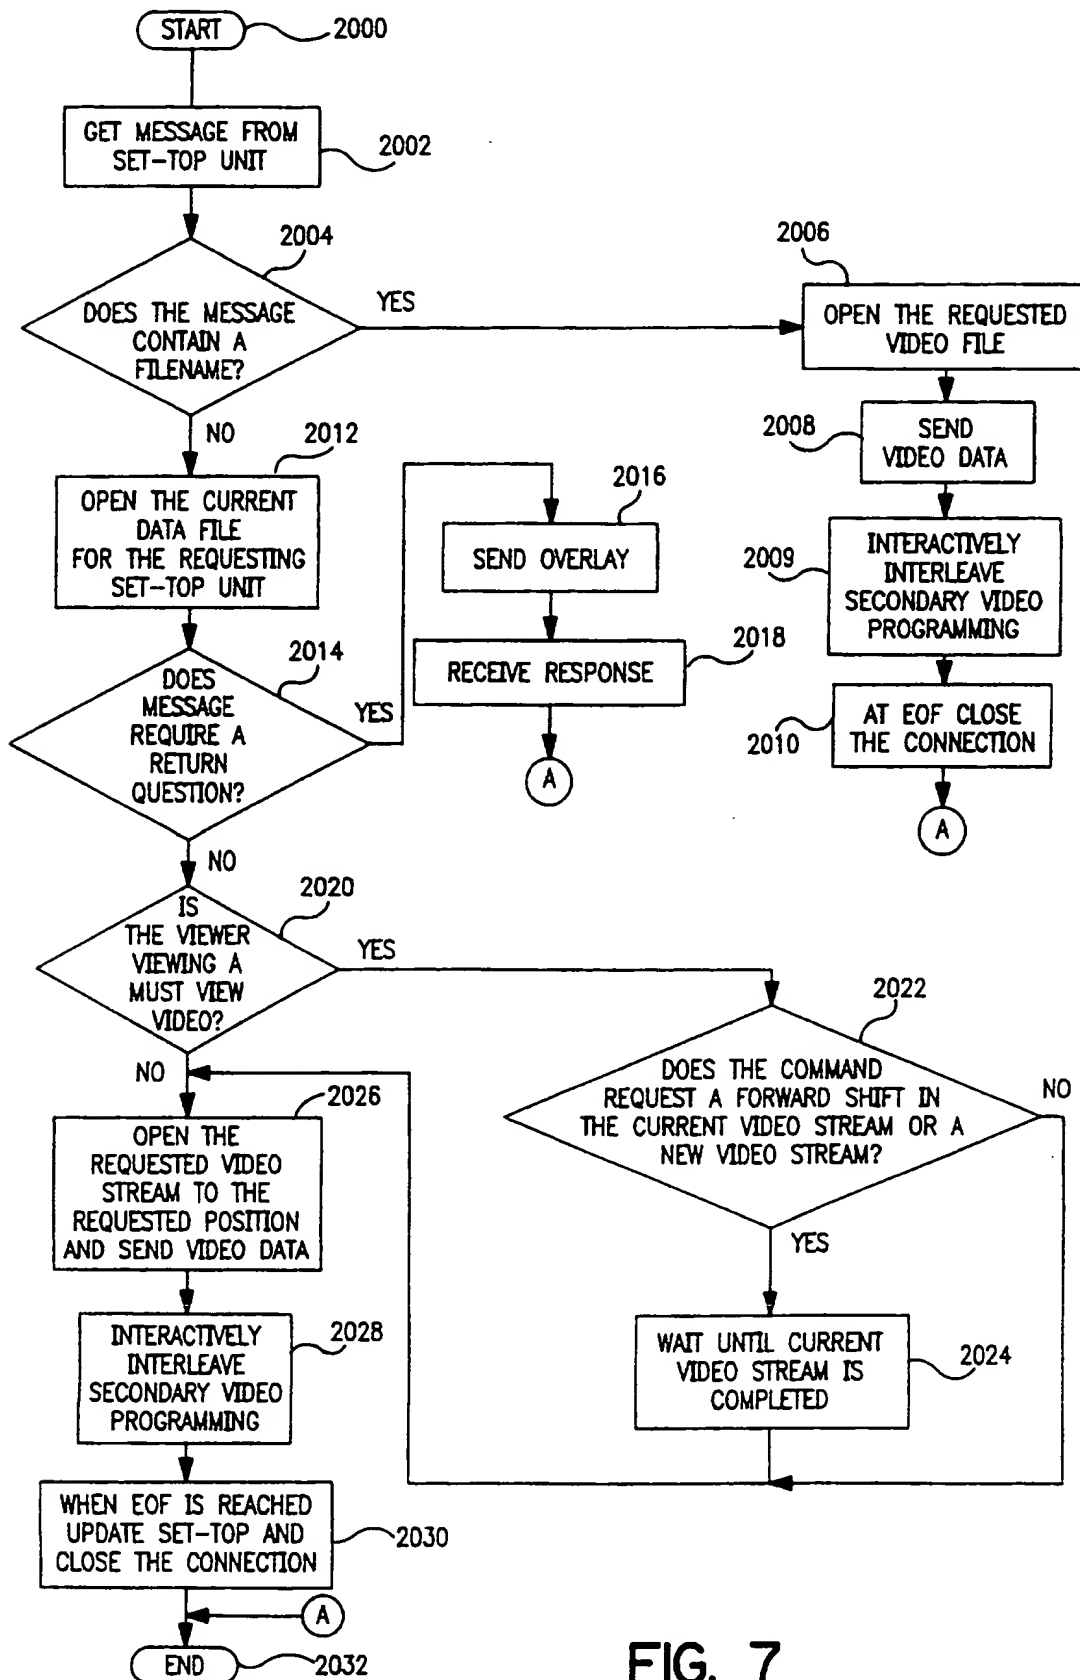 START
2000
GET MESSAGE FROM
SET-TOP UNIT
2002
2004
DOES THE MESSAGE
CONTAIN A
FILENAME?
YES
NO
2006
OPEN THE REQUESTED
VIDEO FILE
2008
SEND
VIDEO DATA
2009
INTERACTIVELY
INTERLEAVE
SECONDARY VIDEO
PROGRAMMING
2010
AT EOF CLOSE
THE CONNECTION
A
2012
OPEN THE CURRENT
DATA FILE
FOR THE REQUESTING
SET-TOP UNIT
2014
DOES
MESSAGE
REQUIRE A
RETURN
QUESTION?
YES
NO
2016
SEND OVERLAY
RECEIVE RESPONSE
2018
A
2020
IS
THE VIEWER
VIEWING A
MUST VIEW
VIDEO?
YES
NO
2022
DOES THE COMMAND
REQUEST A FORWARD SHIFT IN
THE CURRENT VIDEO STREAM OR A
NEW VIDEO STREAM?
NO
YES
WAIT UNTIL CURRENT
VIDEO STREAM IS
COMPLETED
2024
2026
OPEN THE
REQUESTED VIDEO
STREAM TO THE
REQUESTED POSITION
AND SEND VIDEO DATA
INTERACTIVELY
INTERLEAVE
SECONDARY VIDEO
PROGRAMMING
2028
WHEN EOF IS REACHED
UPDATE SET-TOP AND
CLOSE THE CONNECTION
2030
A
END
2032
FIG. 7